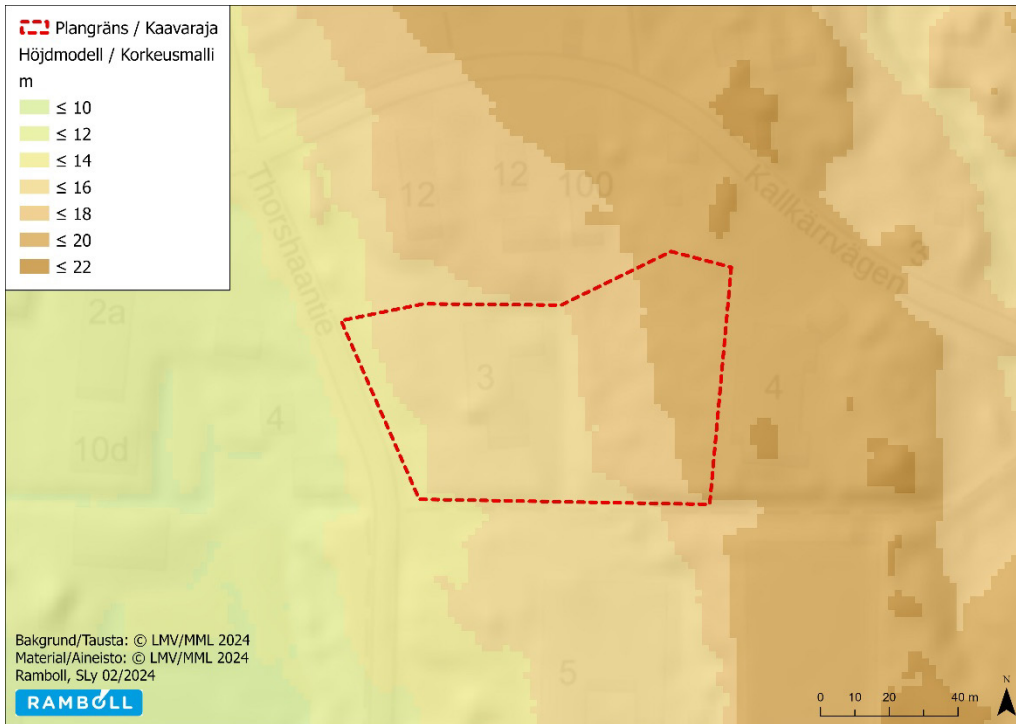 Plangräns / Kaavaraja
Höjdmodell / Korkeusmalli
m
≤ 10
≤ 12
≤ 14
≤ 16
≤ 18
≤ 20
≤ 22
Thorshaantie
Kallkärrvägen
12
12
100
3
2a
3
4
4
10d
5
Bakgrund/Tausta: © LMV/MML 2024
Material/Aineisto: © LMV/MML 2024
Ramboll, SLy 02/2024
RAMBOLL
0 10 20 40 m
N